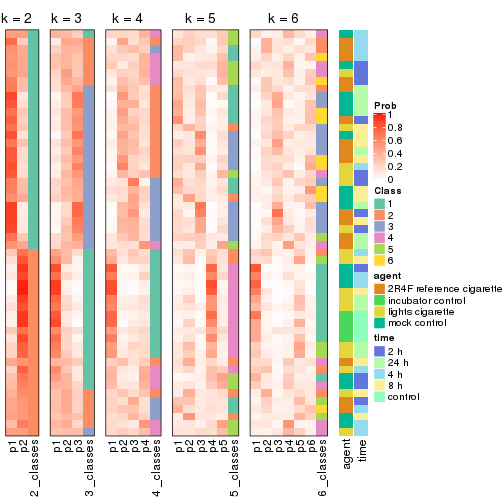 k = 2 k = 3 k = 4 k = 5 k = 6
Prob
1
0.8
0.6
0.4
0.2
0
Class
1
2
3
4
5
6
agent
2R4F reference cigarette
incubator control
lights cigarette
mock control
time
2 h
24 h
4 h
8 h
control
p1 p2 2_classes p1 p2 p3 3_classes p1 p2 p3 p4 4_classes p1 p2 p3 p4 p5 5_classes p1 p2 p3 p4 p5 p6 6_classes agent time